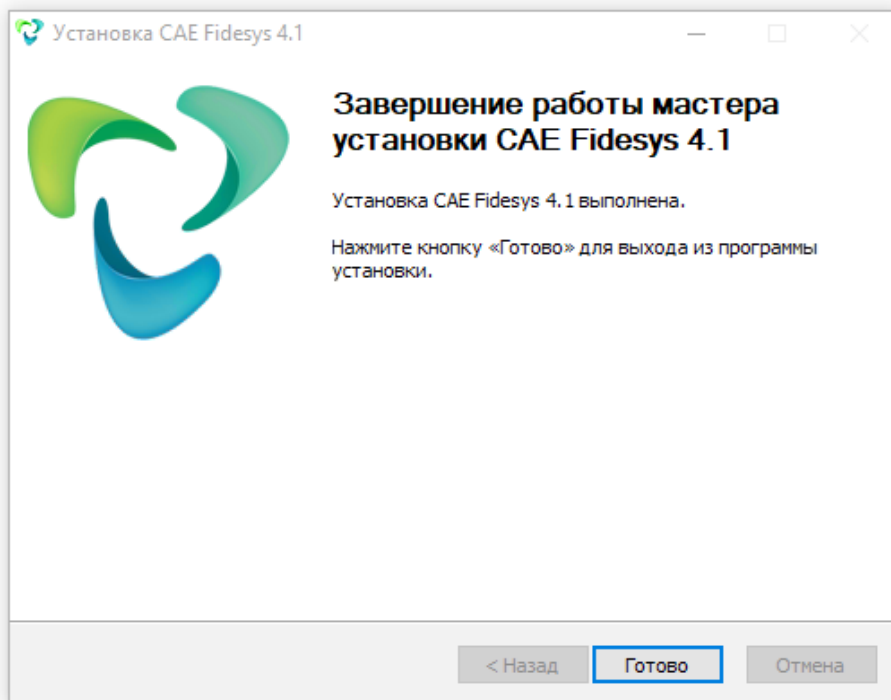 Установка CAE Fidesys 4.1
Завершение работы мастера
установки CAE Fidesys 4.1
Установка CAE Fidesys 4.1 выполнена.
Нажмите кнопку «Готово» для выхода из программы
установки.
< Назад
Готово
Отмена